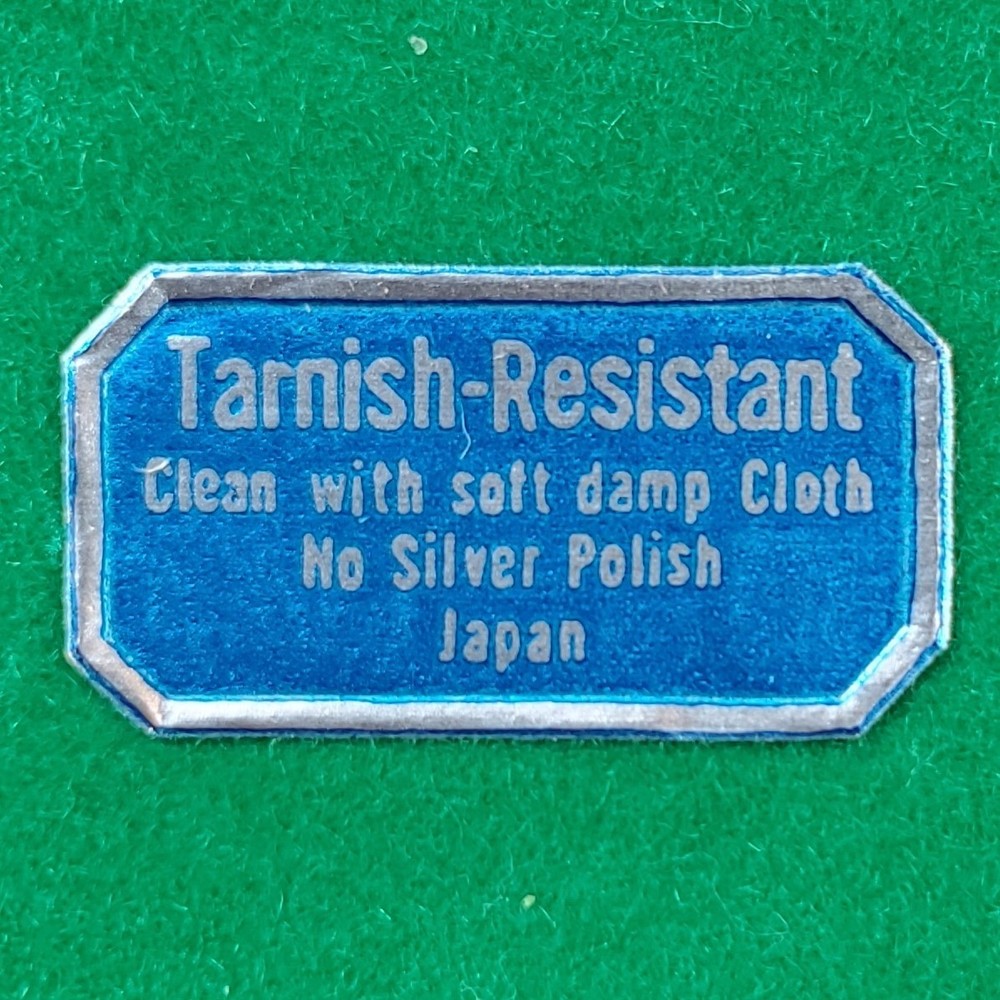 Tarnish-Resistant
Clean with soft damp Cloth
No Silver Polish
Japan